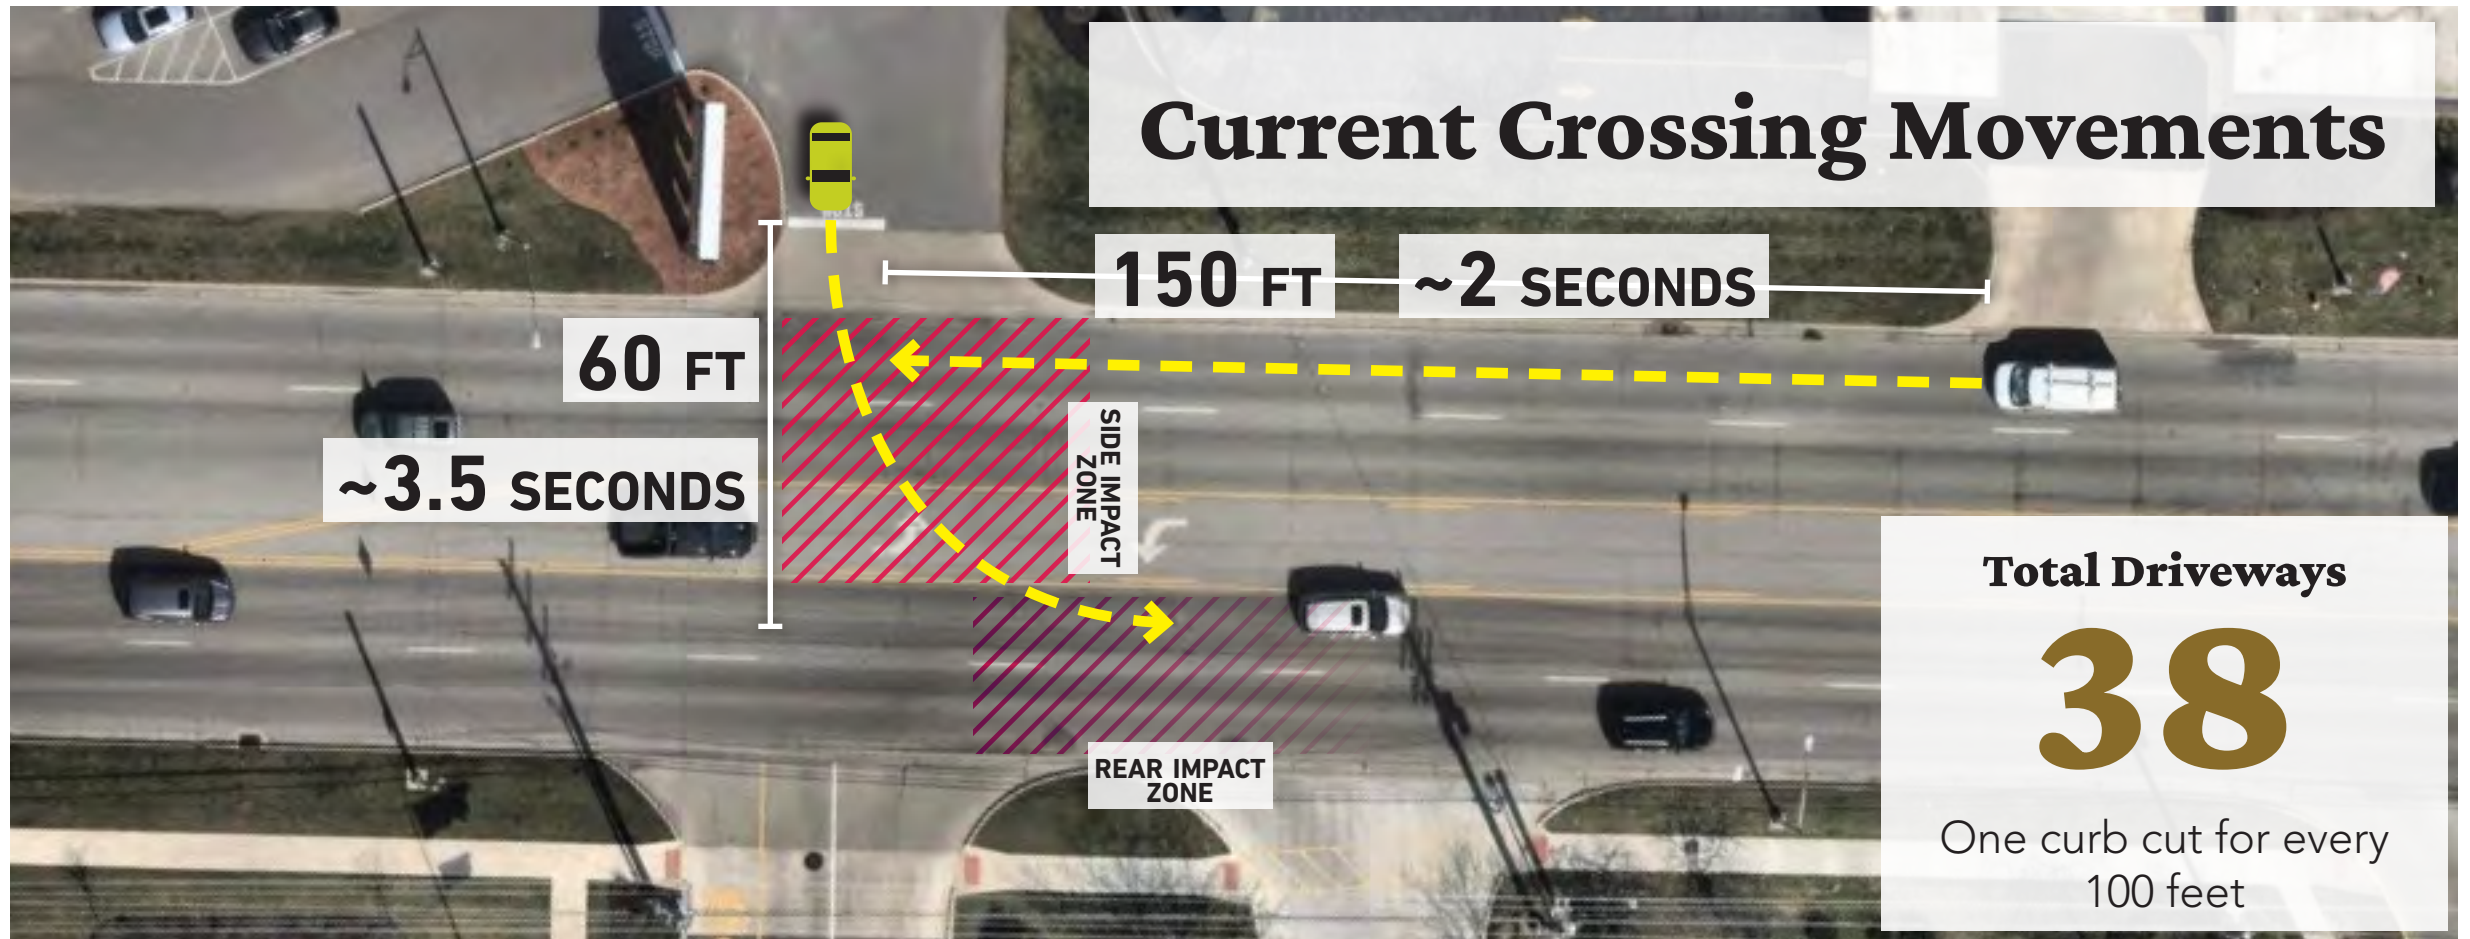 Current Crossing Movements
150 FT
~2 SECONDS
60 FT
~3.5 SECONDS
SIDE IMPACT
ZONE
REAR IMPACT
ZONE
Total Driveways
38
One curb cut for every
100 feet